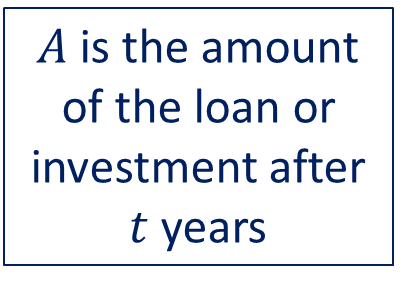 A is the amount
of the loan or
investment after
t years